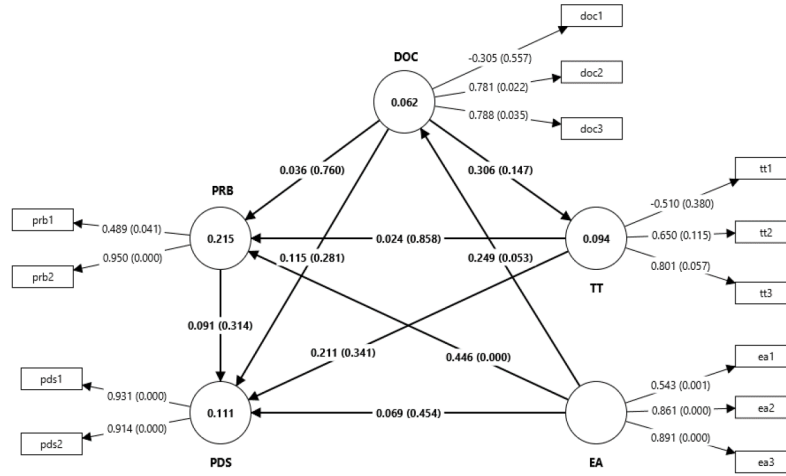 doc1
DOC
-0.305 (0.557)
doc2
0.781 (0.022)
0.062
0.788 (0.035)
doc3
0.036 (0.760)
0.306 (0.147)
tt1
PRB
-0.510 (0.380)
prb1
0.489 (0.041)
0.215
0.024 (0.858)
0.094
0.650 (0.115)
tt2
0.115 (0.281)
0.249 (0.053)
0.801 (0.057)
prb2
0.950 (0.000)
TT
tt3
0.091 (0.314)
0.211 (0.341)
0.446 (0.000)
ea1
pds1
0.931 (0.000)
0.543 (0.001)
0.111
0.069 (0.454)
0.861 (0.000)
ea2
pds2
0.914 (0.000)
0.891 (0.000)
PDS
EA
ea3